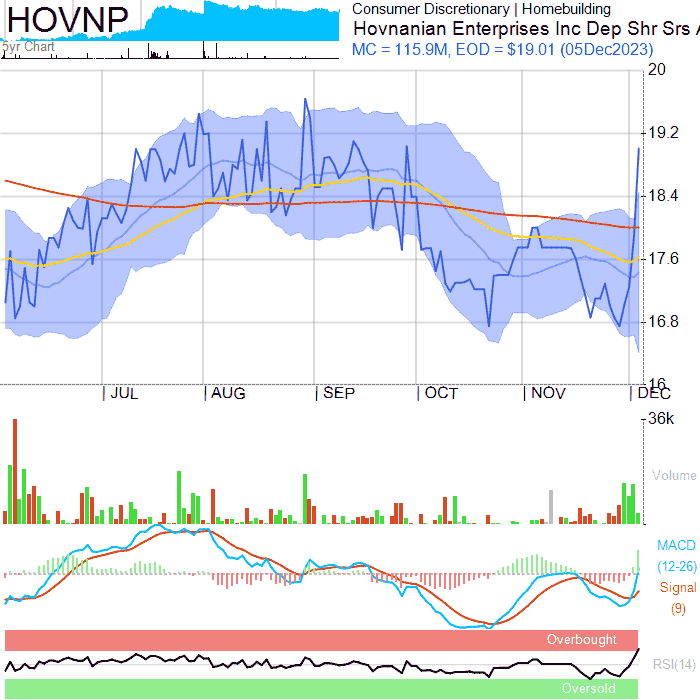 HOVNP
5yr Chart
Consumer Discretionary | Homebuilding
Hovnanian Enterprises Inc Dep Shr Srs A
MC = 115.9M, EOD = $19.01 (05Dec2023)
20
19.2
18.4
17.6
16.8
16
JUL AUG SEP OCT NOV DEC
36k
Volume
MACD
(12-26)
Signal
(9)
Overbought
RSI(14)
Oversold